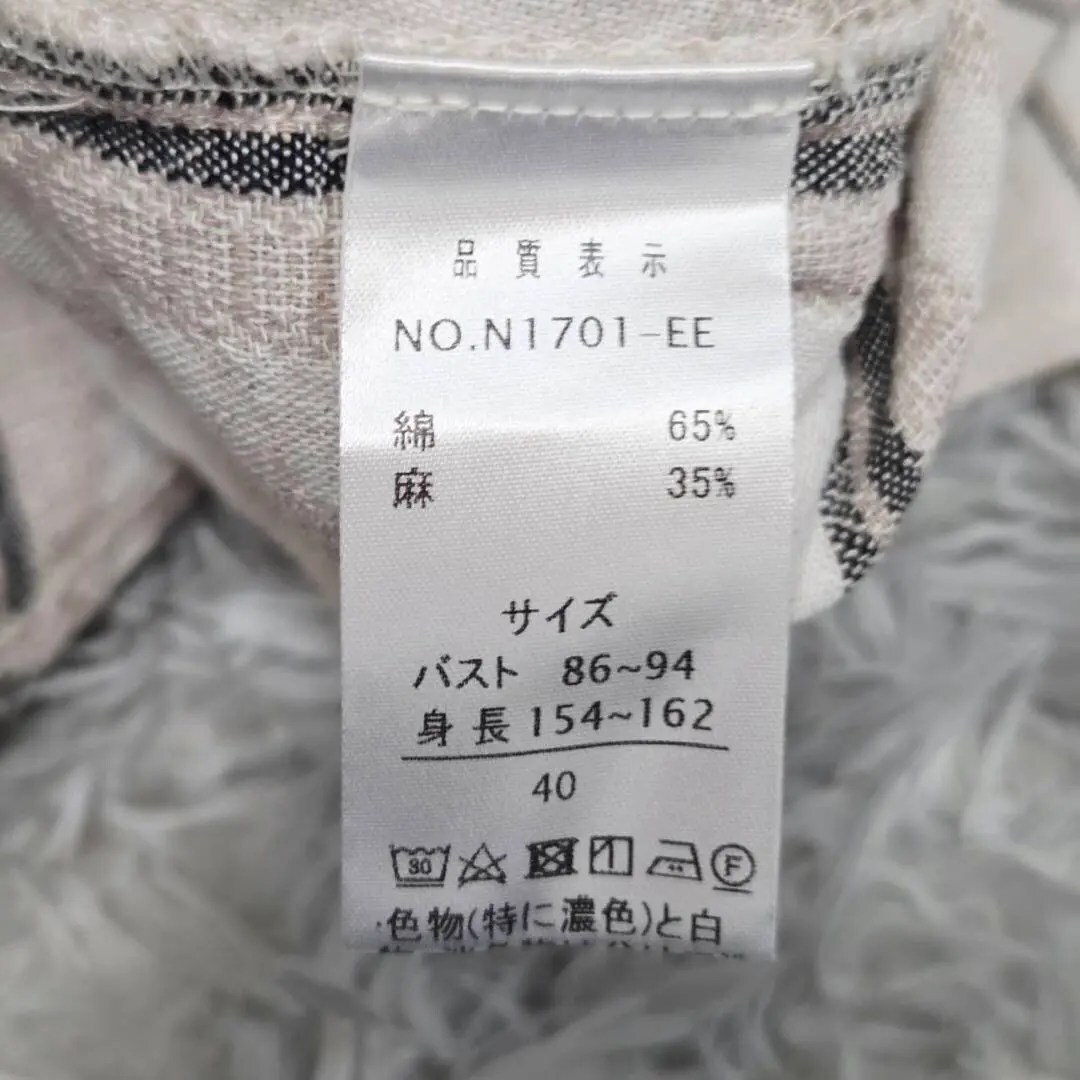 品質表示
NO.N1701-EE
綿 65%
麻 35%
サイズ
バスト 86~94
身長 154~162
40
30
F
・色物(特に濃色)と白